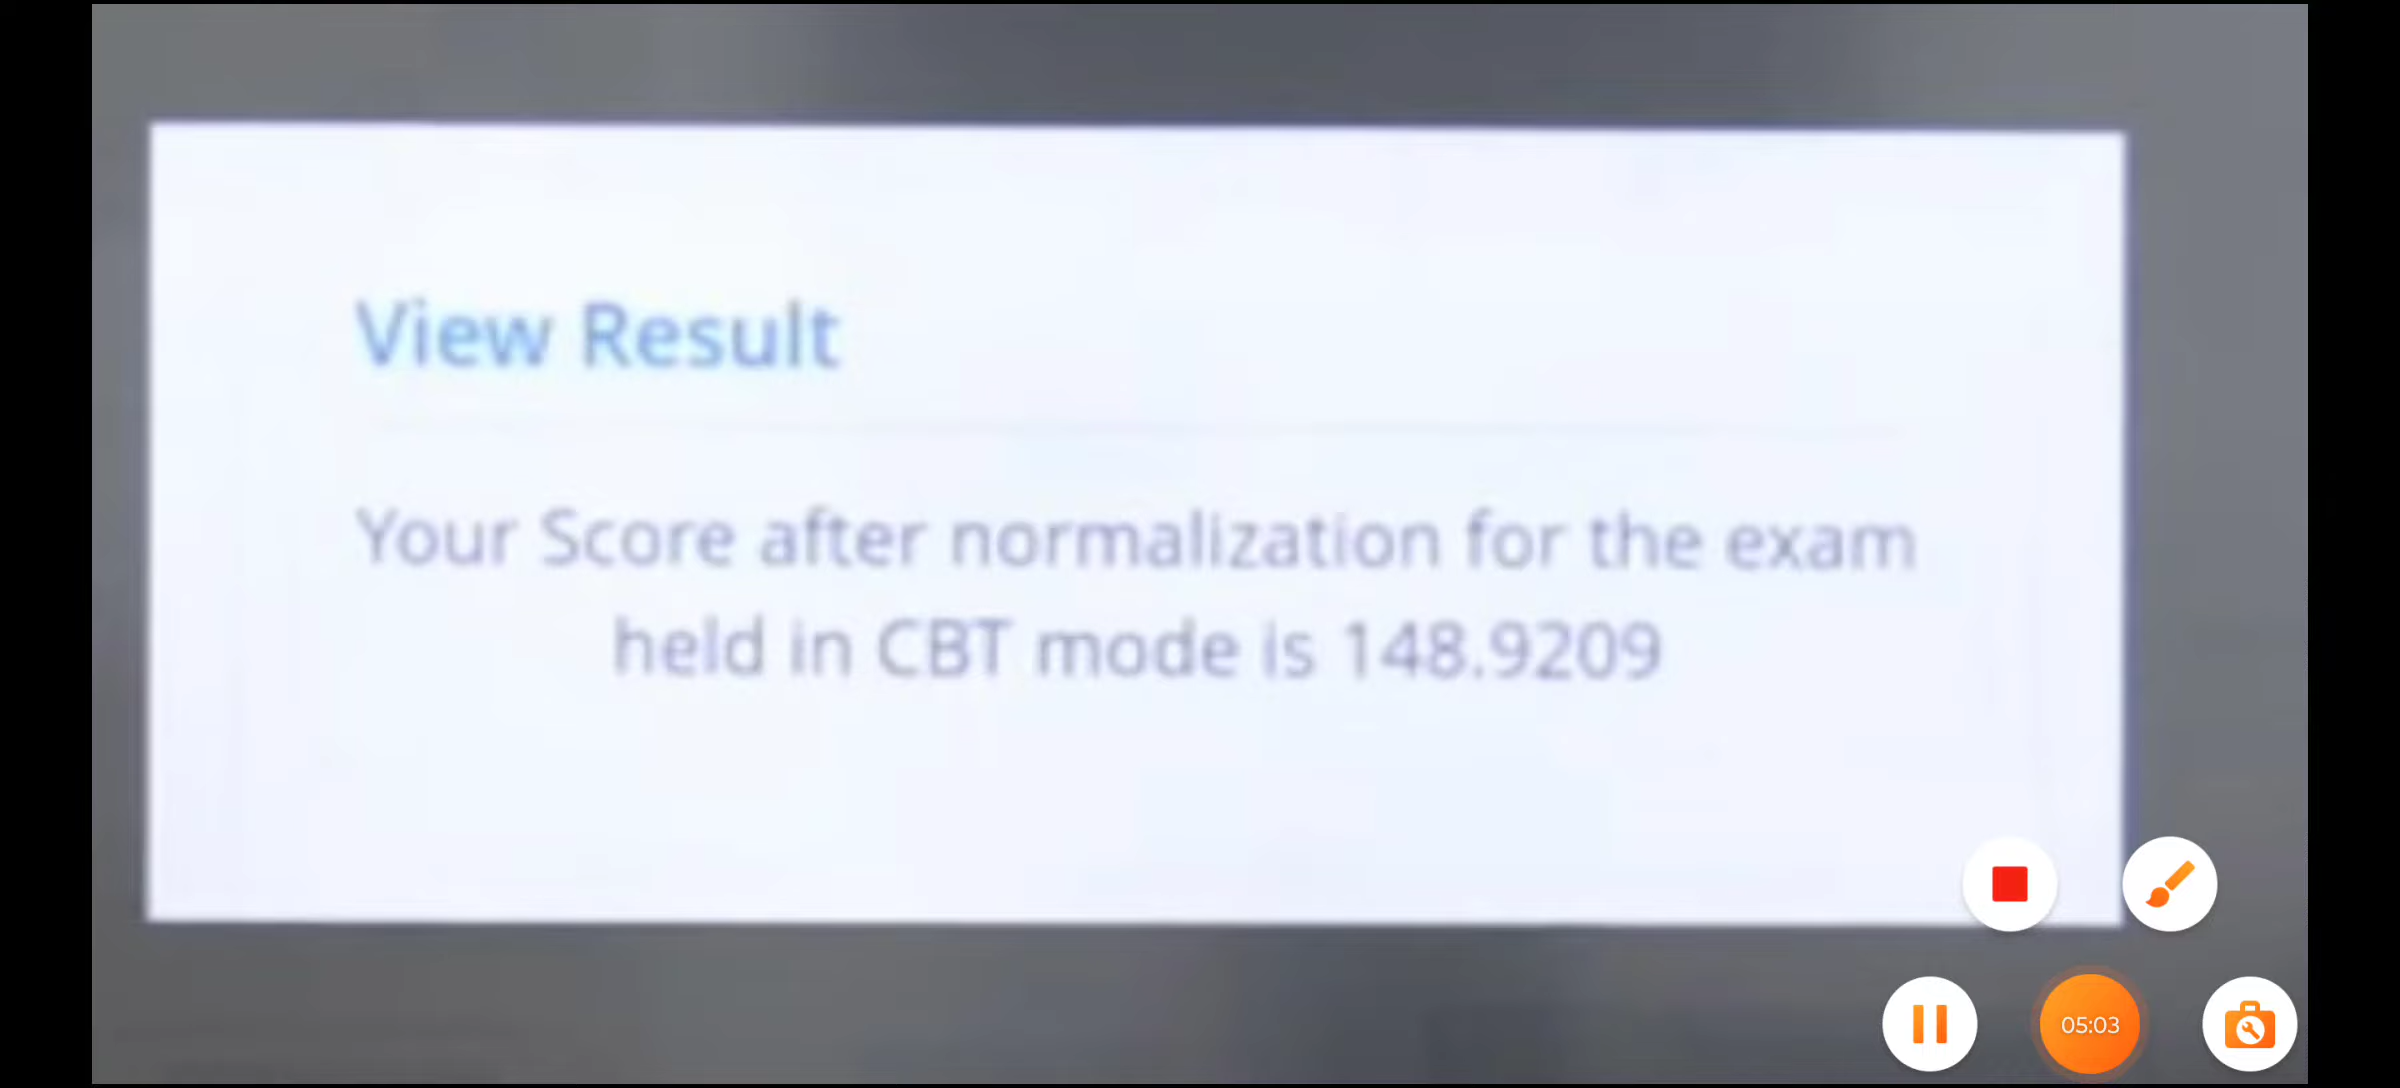 View Result
Your Score after normalization for the exam
held in CBT mode is 148.9209
05:03